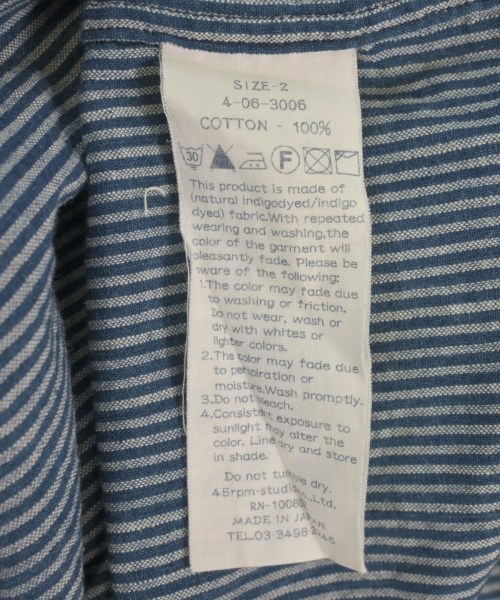 SIZE-2
4-06-3006
COTTON - 100%
30 F
This product is made of
(natural indigodyed/indigo
dyed) fabric.With repeated
wearing and washing,the
color of the garment will
pleasantly fade. Please be
aware of the following:
1.The color may fade due
to washing or friction.
Do not wear, wash or
dry with whites or
lighter colors.
2.The color may fade due
to perspiration or
moisture.Wash promptly.
3.Do not bleach.
4.Consistent exposure to
sunlight may alter the
color. Line dry and store
in shade.
Do not tumble dry.
45rpm-studio Co.,Ltd.
MADE IN JAPAN